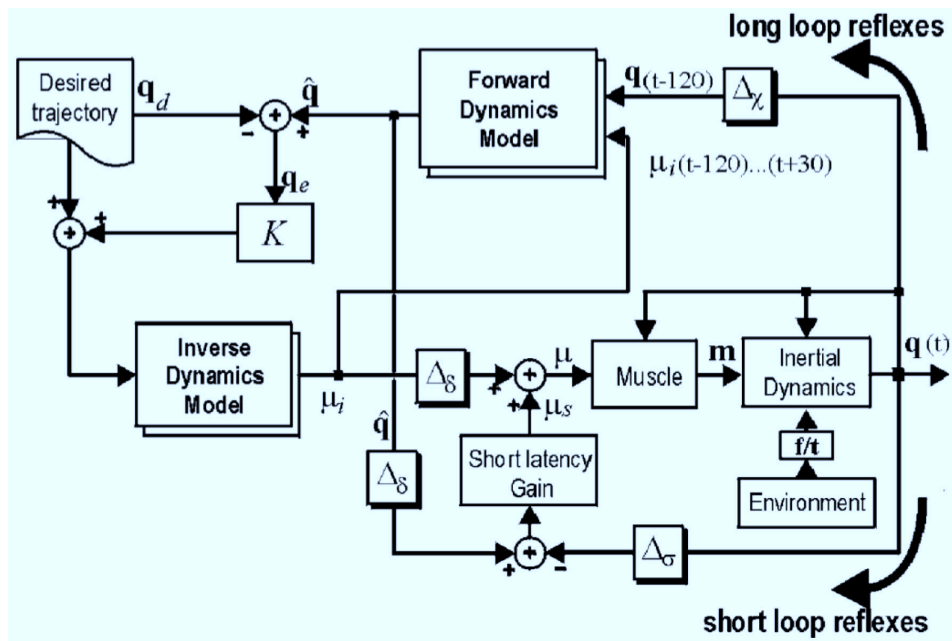 long loop reflexes
Desired
trajectory
q_d
q̂
Forward
Dynamics
Model
q(t-120)
Δ_χ
μ_i(t-120)...(t+30)
-
+
q_e
K
+
+
Inverse
Dynamics
Model
μ_i
q̂
Δ_δ
Δ_δ
+
+
μ
μ_s
Muscle
m
Inertial
Dynamics
q(t)
f/t
Environment
Short latency
Gain
+
-
Δ_σ
short loop reflexes